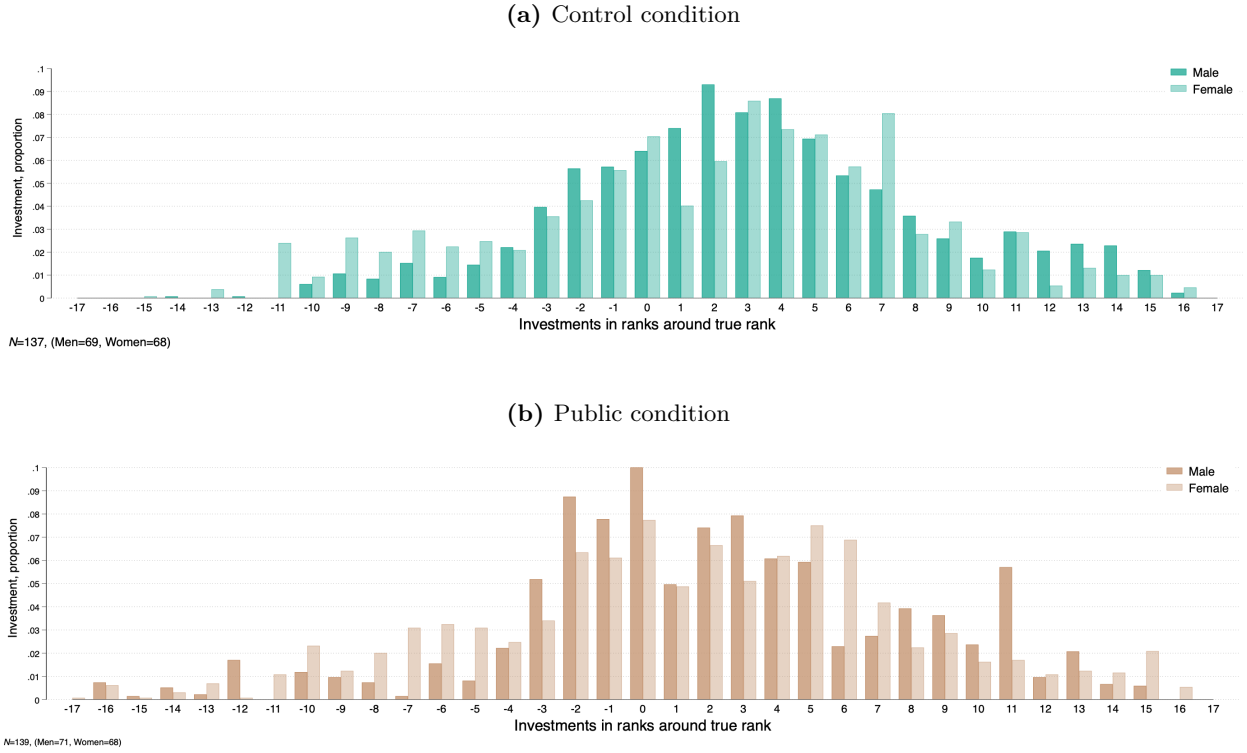 (a) Control condition
.1
.09
.08
.07
.06
.05
.04
.03
.02
.01
0
Investment, proportion
Male
Female
-17 -16 -15 -14 -13 -12 -11 -10 -9 -8 -7 -6 -5 -4 -3 -2 -1 0 1 2 3 4 5 6 7 8 9 10 11 12 13 14 15 16 17
Investments in ranks around true rank
N=137, (Men=69, Women=68)
(b) Public condition
.1
.09
.08
.07
.06
.05
.04
.03
.02
.01
0
Investment, proportion
Male
Female
-17 -16 -15 -14 -13 -12 -11 -10 -9 -8 -7 -6 -5 -4 -3 -2 -1 0 1 2 3 4 5 6 7 8 9 10 11 12 13 14 15 16 17
Investments in ranks around true rank
N=139, (Men=71, Women=68)